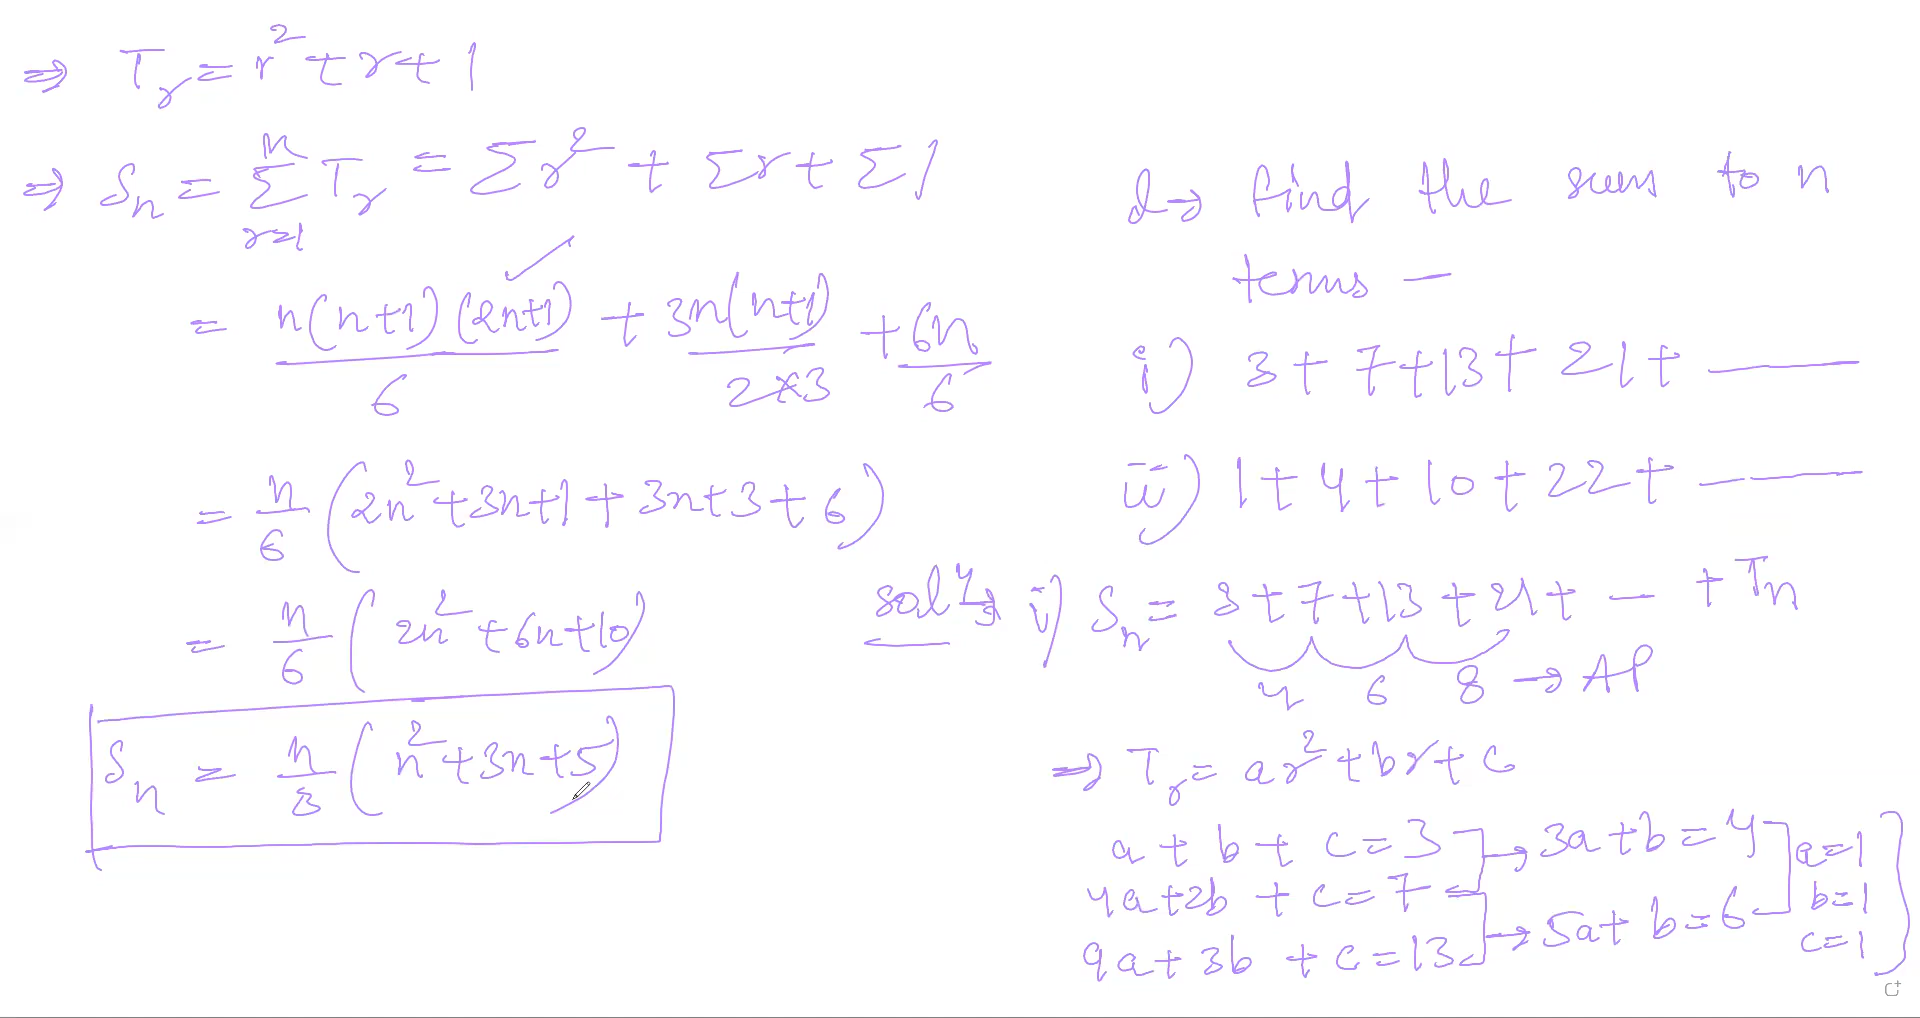 ⇒ T_r = r² + r + 1
⇒ S_n = Σ_{r=1}^{n} T_r = Σr² + Σr + Σ1
= n(n+1)(2n+1)/6 + 3n(n+1)/(2×3) + 6n/6
= n/6 (2n² + 3n + 1 + 3n + 3 + 6)
= n/6 (2n² + 6n + 10)
S_n = n/3 (n² + 3n + 5)
→ find the sum to n
terms —
i) 3 + 7 + 13 + 21 + ———
ii) 1 + 4 + 10 + 22 + ———
solⁿ→ i) S_n = 3 + 7 + 13 + 21 + — + T_n
4 6 8 → AP
⇒ T_r = ar² + br + c
a + b + c = 3 → 3a + b = 4 a = 1
4a + 2b + c = 7 b = 1
9a + 3b + c = 13 → 5a + b = 6 c = 1